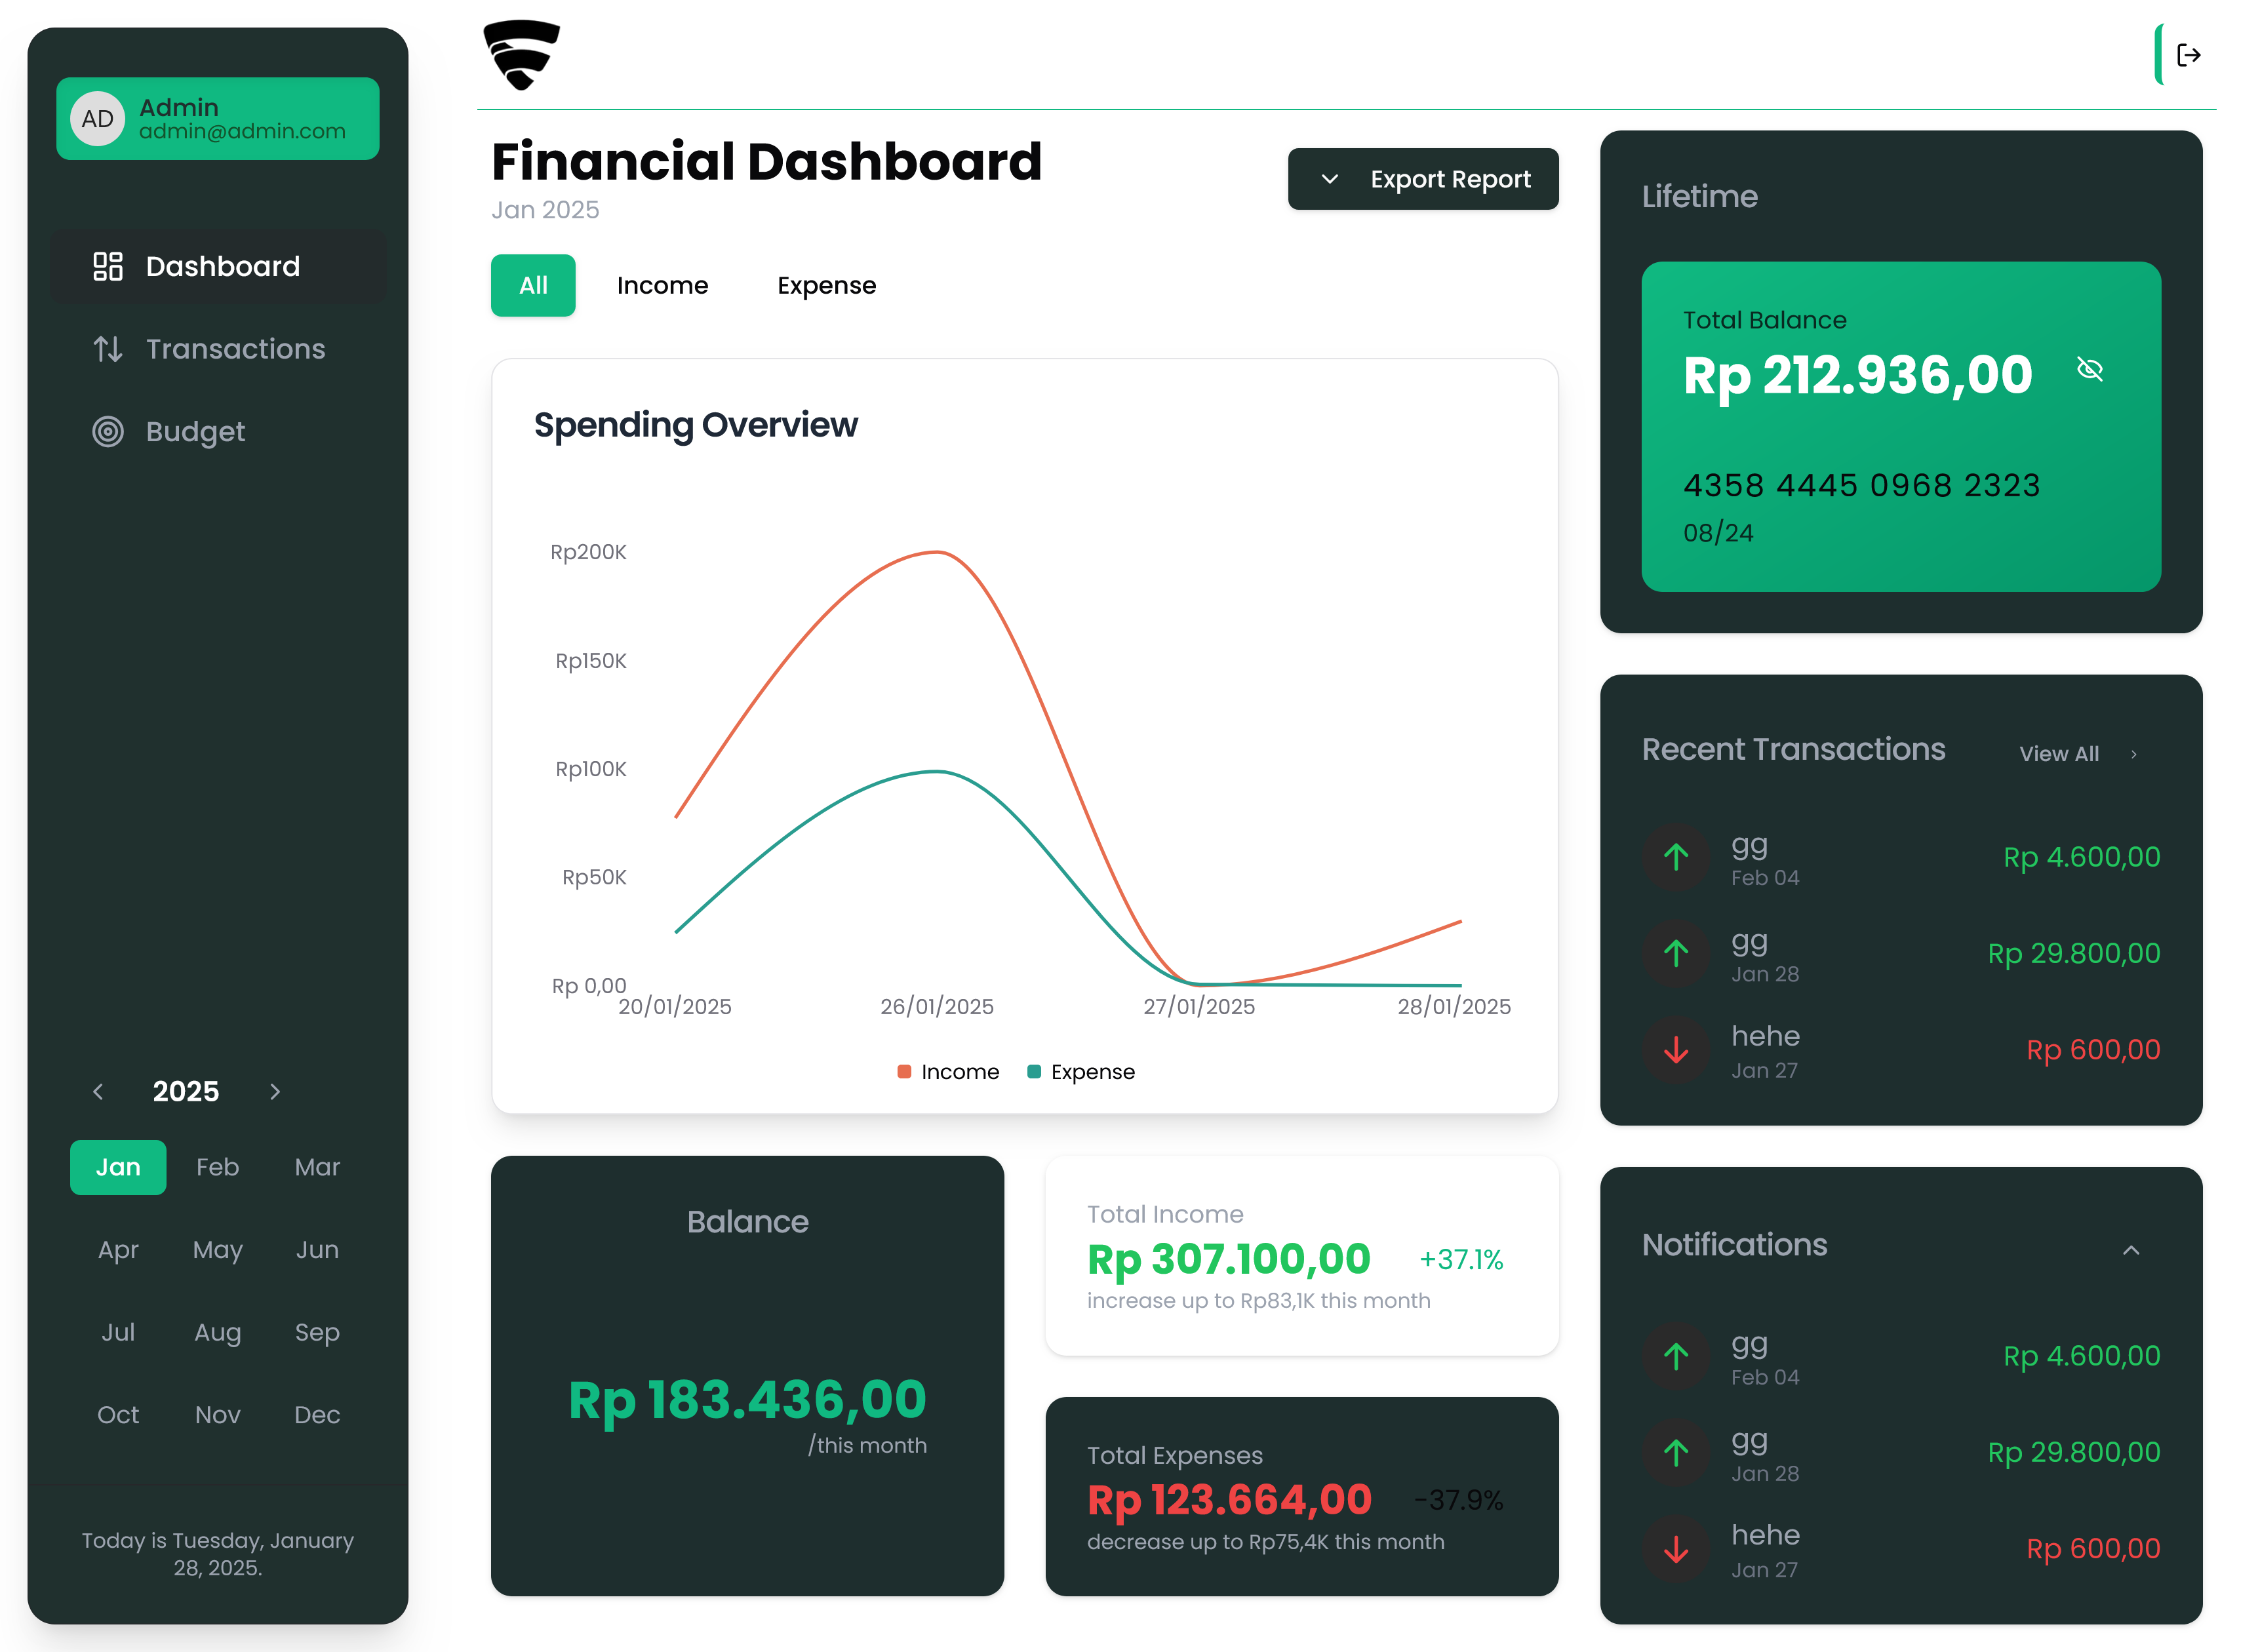 AD
Admin
admin@admin.com
Dashboard
Transactions
Budget
2025
Jan Feb Mar
Apr May Jun
Jul Aug Sep
Oct Nov Dec
Today is Tuesday, January
28, 2025.
Financial Dashboard
Jan 2025
Export Report
All Income Expense
Spending Overview
Rp200K
Rp150K
Rp100K
Rp50K
Rp 0,00
20/01/2025 26/01/2025 27/01/2025 28/01/2025
Income Expense
Balance
Rp 183.436,00
/this month
Total Income
Rp 307.100,00 +37.1%
increase up to Rp83,1K this month
Total Expenses
Rp 123.664,00 -37.9%
decrease up to Rp75,4K this month
Lifetime
Total Balance
Rp 212.936,00
4358 4445 0968 2323
08/24
Recent Transactions View All
gg
Feb 04
Rp 4.600,00
gg
Jan 28
Rp 29.800,00
hehe
Jan 27
Rp 600,00
Notifications
gg
Feb 04
Rp 4.600,00
gg
Jan 28
Rp 29.800,00
hehe
Jan 27
Rp 600,00